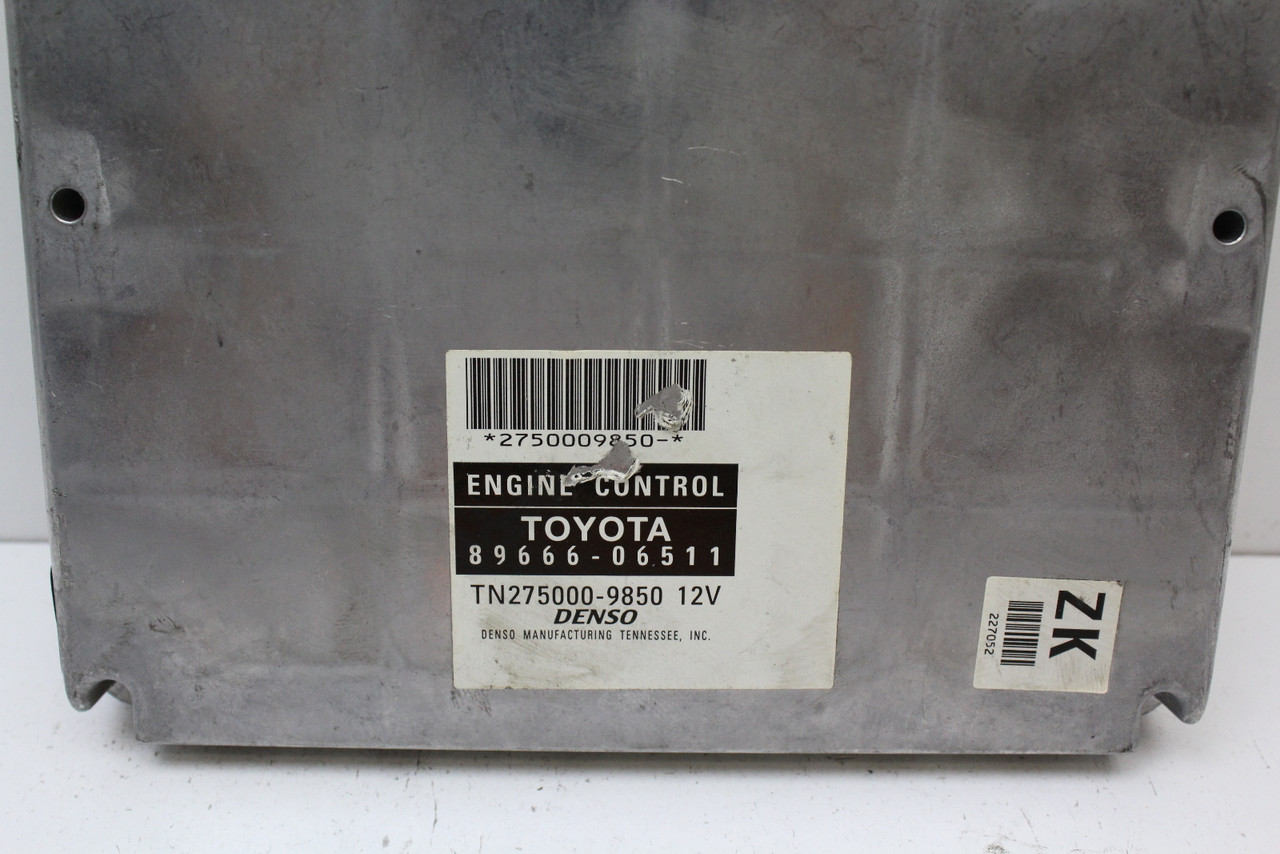 *2750009850-*
ENGINE CONTROL
TOYOTA
89666-06511
TN275000-9850 12V
DENSO
DENSO MANUFACTURING TENNESSEE, INC.
ZK
227052